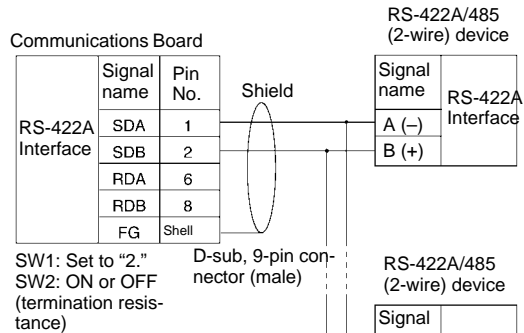 RS-422A/485
(2-wire) device
Communications Board
Signal name Pin No.
Shield
Signal name
RS-422A Interface
RS-422A Interface
SDA 1
A (–)
SDB 2
B (+)
RDA 6
RDB 8
FG Shell
SW1: Set to “2.”
SW2: ON or OFF
(termination resis-
tance)
D-sub, 9-pin con-
nector (male)
RS-422A/485
(2-wire) device
Signal